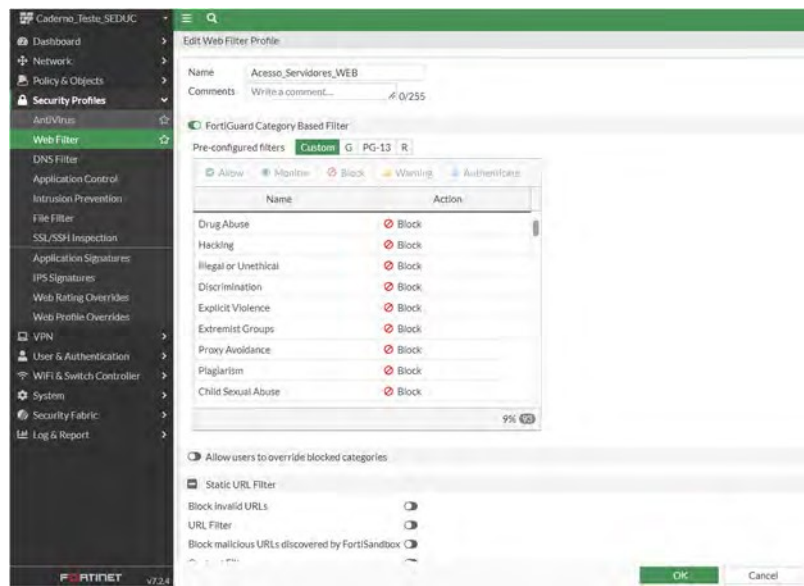 Caderno_Teste_SEDUC
Dashboard
Network
Policy & Objects
Security Profiles
AntiVirus
Web Filter
DNS Filter
Application Control
Intrusion Prevention
File Filter
SSL/SSH Inspection
Application Signatures
IPS Signatures
Web Rating Overrides
Web Profile Overrides
VPN
User & Authentication
WiFi & Switch Controller
System
Security Fabric
Log & Report
FORTINET v7.2.4
Edit Web Filter Profile
Name Acesso_Servidores_WEB
Comments Write a comment... 0/255
FortiGuard Category Based Filter
Pre-configured filters Custom G PG-13 R
Allow Monitor Block Warning Authenticate
Name Action
Drug Abuse Block
Hacking Block
Illegal or Unethical Block
Discrimination Block
Explicit Violence Block
Extremist Groups Block
Proxy Avoidance Block
Plagiarism Block
Child Sexual Abuse Block
9% 93
Allow users to override blocked categories
Static URL Filter
Block invalid URLs
URL Filter
Block malicious URLs discovered by FortiSandbox
OK Cancel